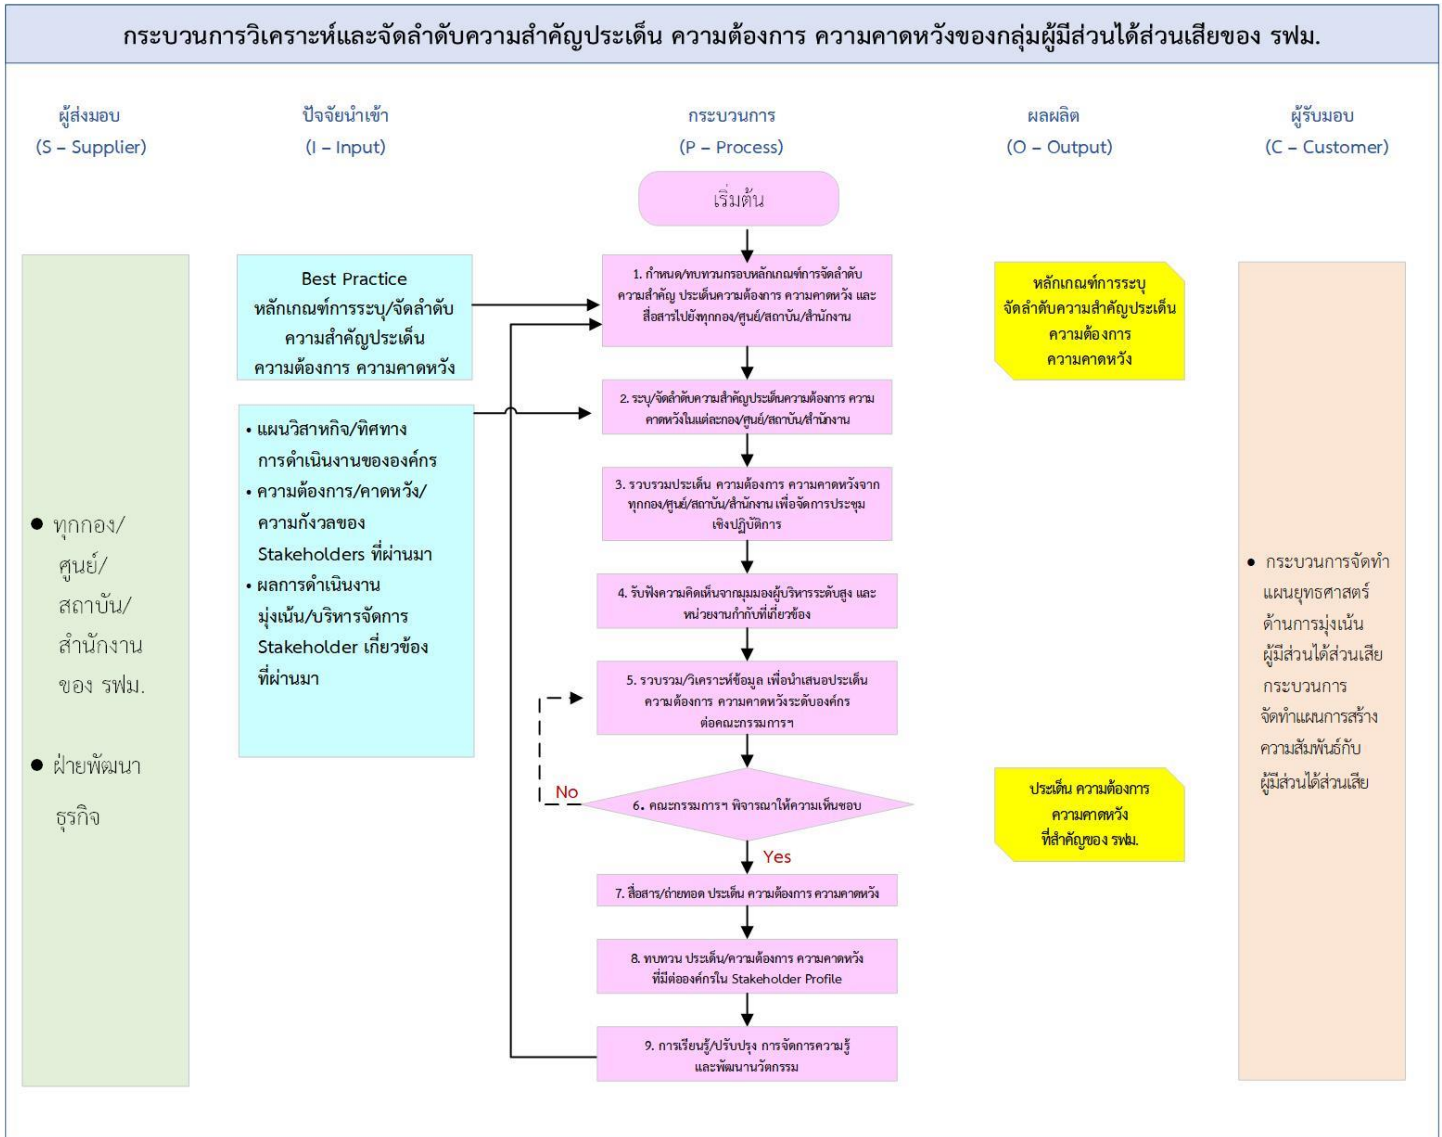 กระบวนการวิเคราะห์และจัดลำดับความสำคัญประเด็น ความต้องการ ความคาดหวังของกลุ่มผู้มีส่วนได้ส่วนเสียของ รฟม.
ผู้ส่งมอบ
(S – Supplier)
ปัจจัยนำเข้า
(I – Input)
กระบวนการ
(P – Process)
ผลผลิต
(O – Output)
ผู้รับมอบ
(C – Customer)
● ทุกกอง/
ศูนย์/
สถาบัน/
สำนักงาน
ของ รฟม.
● ฝ่ายพัฒนา
ธุรกิจ
Best Practice
หลักเกณฑ์การระบุ/จัดลำดับ
ความสำคัญประเด็น
ความต้องการ ความคาดหวัง
• แผนวิสาหกิจ/ทิศทาง
การดำเนินงานขององค์กร
• ความต้องการ/คาดหวัง/
ความกังวลของ
Stakeholders ที่ผ่านมา
• ผลการดำเนินงาน
มุ่งเน้น/บริหารจัดการ
Stakeholder เกี่ยวข้อง
ที่ผ่านมา
เริ่มต้น
1. กำหนด/ทบทวนกรอบหลักเกณฑ์การจัดลำดับ
ความสำคัญ ประเด็นความต้องการ ความคาดหวัง และ
สื่อสารไปยังทุกกอง/ศูนย์/สถาบัน/สำนักงาน
2. ระบุ/จัดลำดับความสำคัญประเด็นความต้องการ ความ
คาดหวังในแต่ละกอง/ศูนย์/สถาบัน/สำนักงาน
3. รวบรวมประเด็น ความต้องการ ความคาดหวังจาก
ทุกกอง/ศูนย์/สถาบัน/สำนักงาน เพื่อจัดการประชุม
เชิงปฏิบัติการ
4. รับฟังความคิดเห็นจากมุมมองผู้บริหารระดับสูง และ
หน่วยงานกำกับที่เกี่ยวข้อง
5. รวบรวม/วิเคราะห์ข้อมูล เพื่อนำเสนอประเด็น
ความต้องการ ความคาดหวังระดับองค์กร
ต่อคณะกรรมการฯ
No
6. คณะกรรมการฯ พิจารณาให้ความเห็นชอบ
Yes
7. สื่อสาร/ถ่ายทอด ประเด็น ความต้องการ ความคาดหวัง
8. ทบทวน ประเด็น/ความต้องการ ความคาดหวัง
ที่มีต่อองค์กรใน Stakeholder Profile
9. การเรียนรู้/ปรับปรุง การจัดการความรู้
และพัฒนานวัตกรรม
หลักเกณฑ์การระบุ
จัดลำดับความสำคัญประเด็น
ความต้องการ
ความคาดหวัง
ประเด็น ความต้องการ
ความคาดหวัง
ที่สำคัญของ รฟม.
• กระบวนการจัดทำ
แผนยุทธศาสตร์
ด้านการมุ่งเน้น
ผู้มีส่วนได้ส่วนเสีย
กระบวนการ
จัดทำแผนการสร้าง
ความสัมพันธ์กับ
ผู้มีส่วนได้ส่วนเสีย